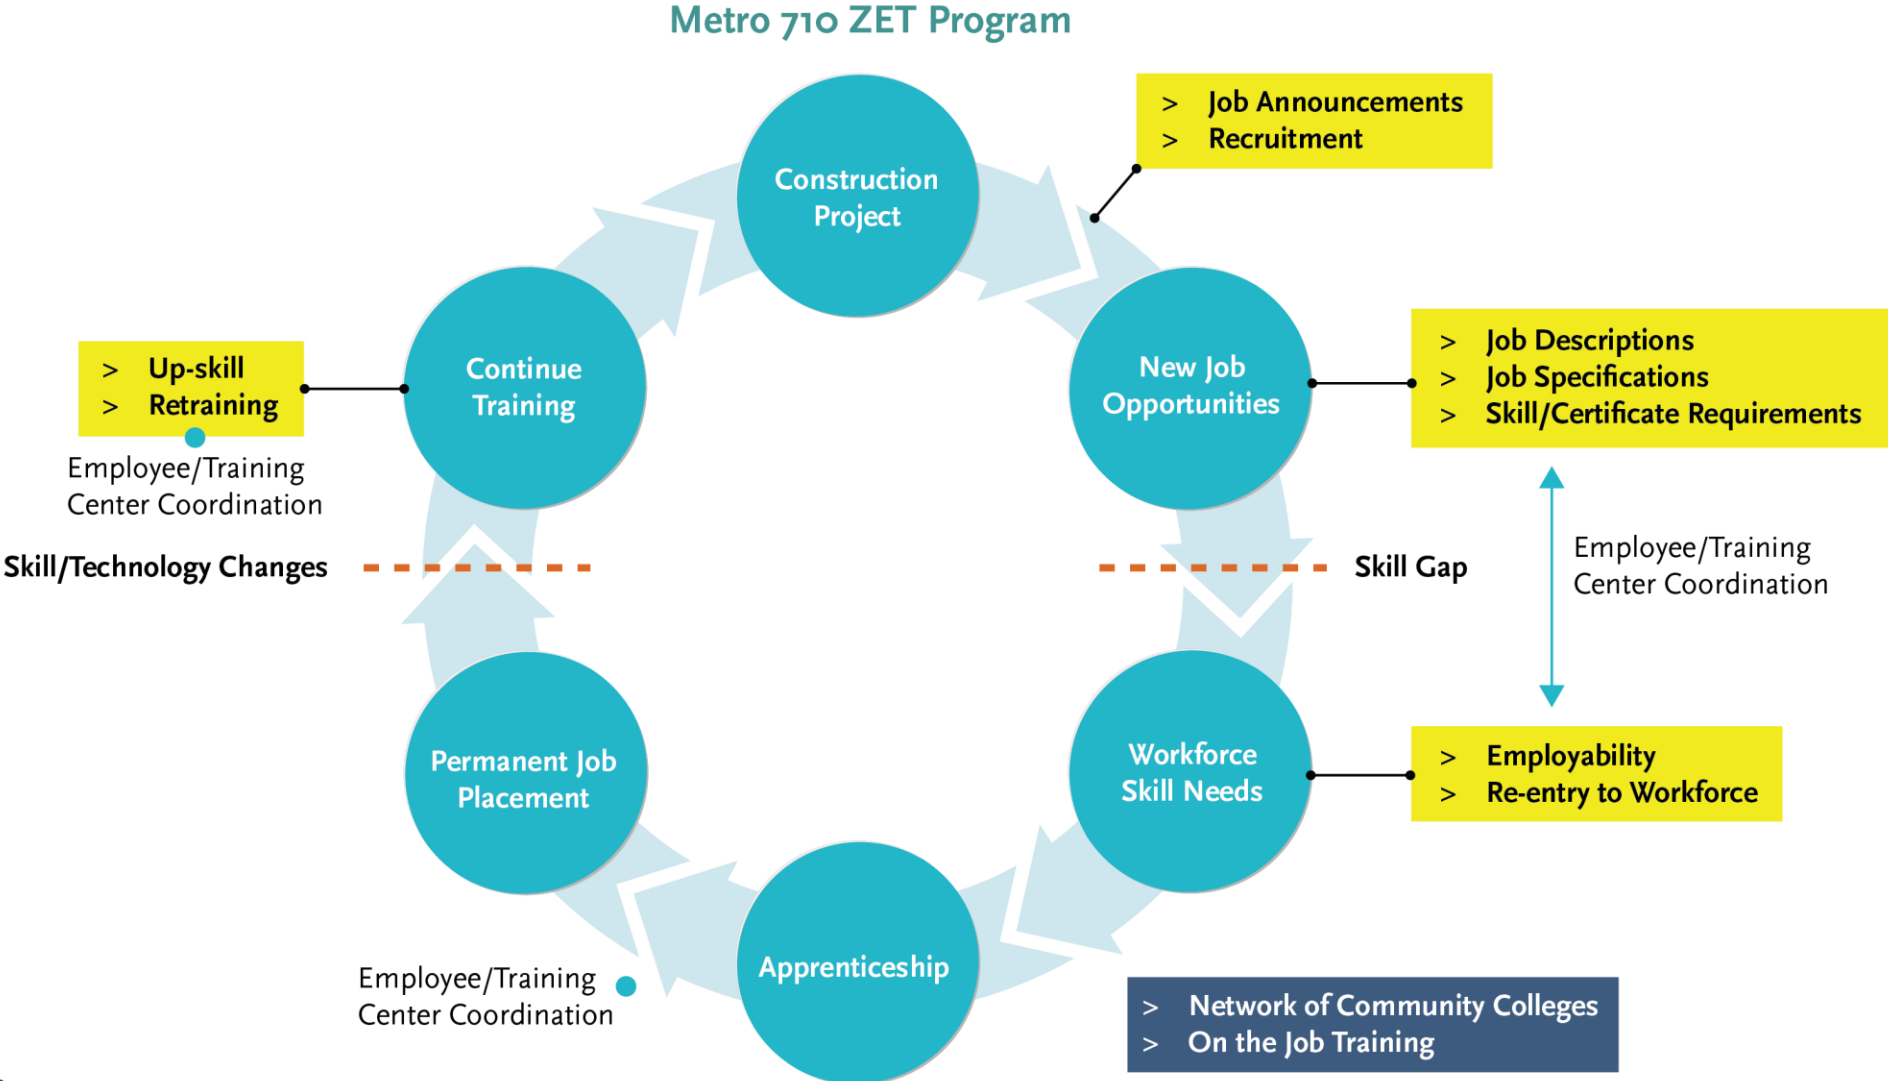 Metro 710 ZET Program
Construction
Project
> Job Announcements
> Recruitment
New Job
Opportunities
> Job Descriptions
> Job Specifications
> Skill/Certificate Requirements
Employee/Training
Center Coordination
Skill Gap
Workforce
Skill Needs
> Employability
> Re-entry to Workforce
> Network of Community Colleges
> On the Job Training
Apprenticeship
Employee/Training
Center Coordination
Permanent Job
Placement
Skill/Technology Changes
Continue
Training
> Up-skill
> Retraining
Employee/Training
Center Coordination